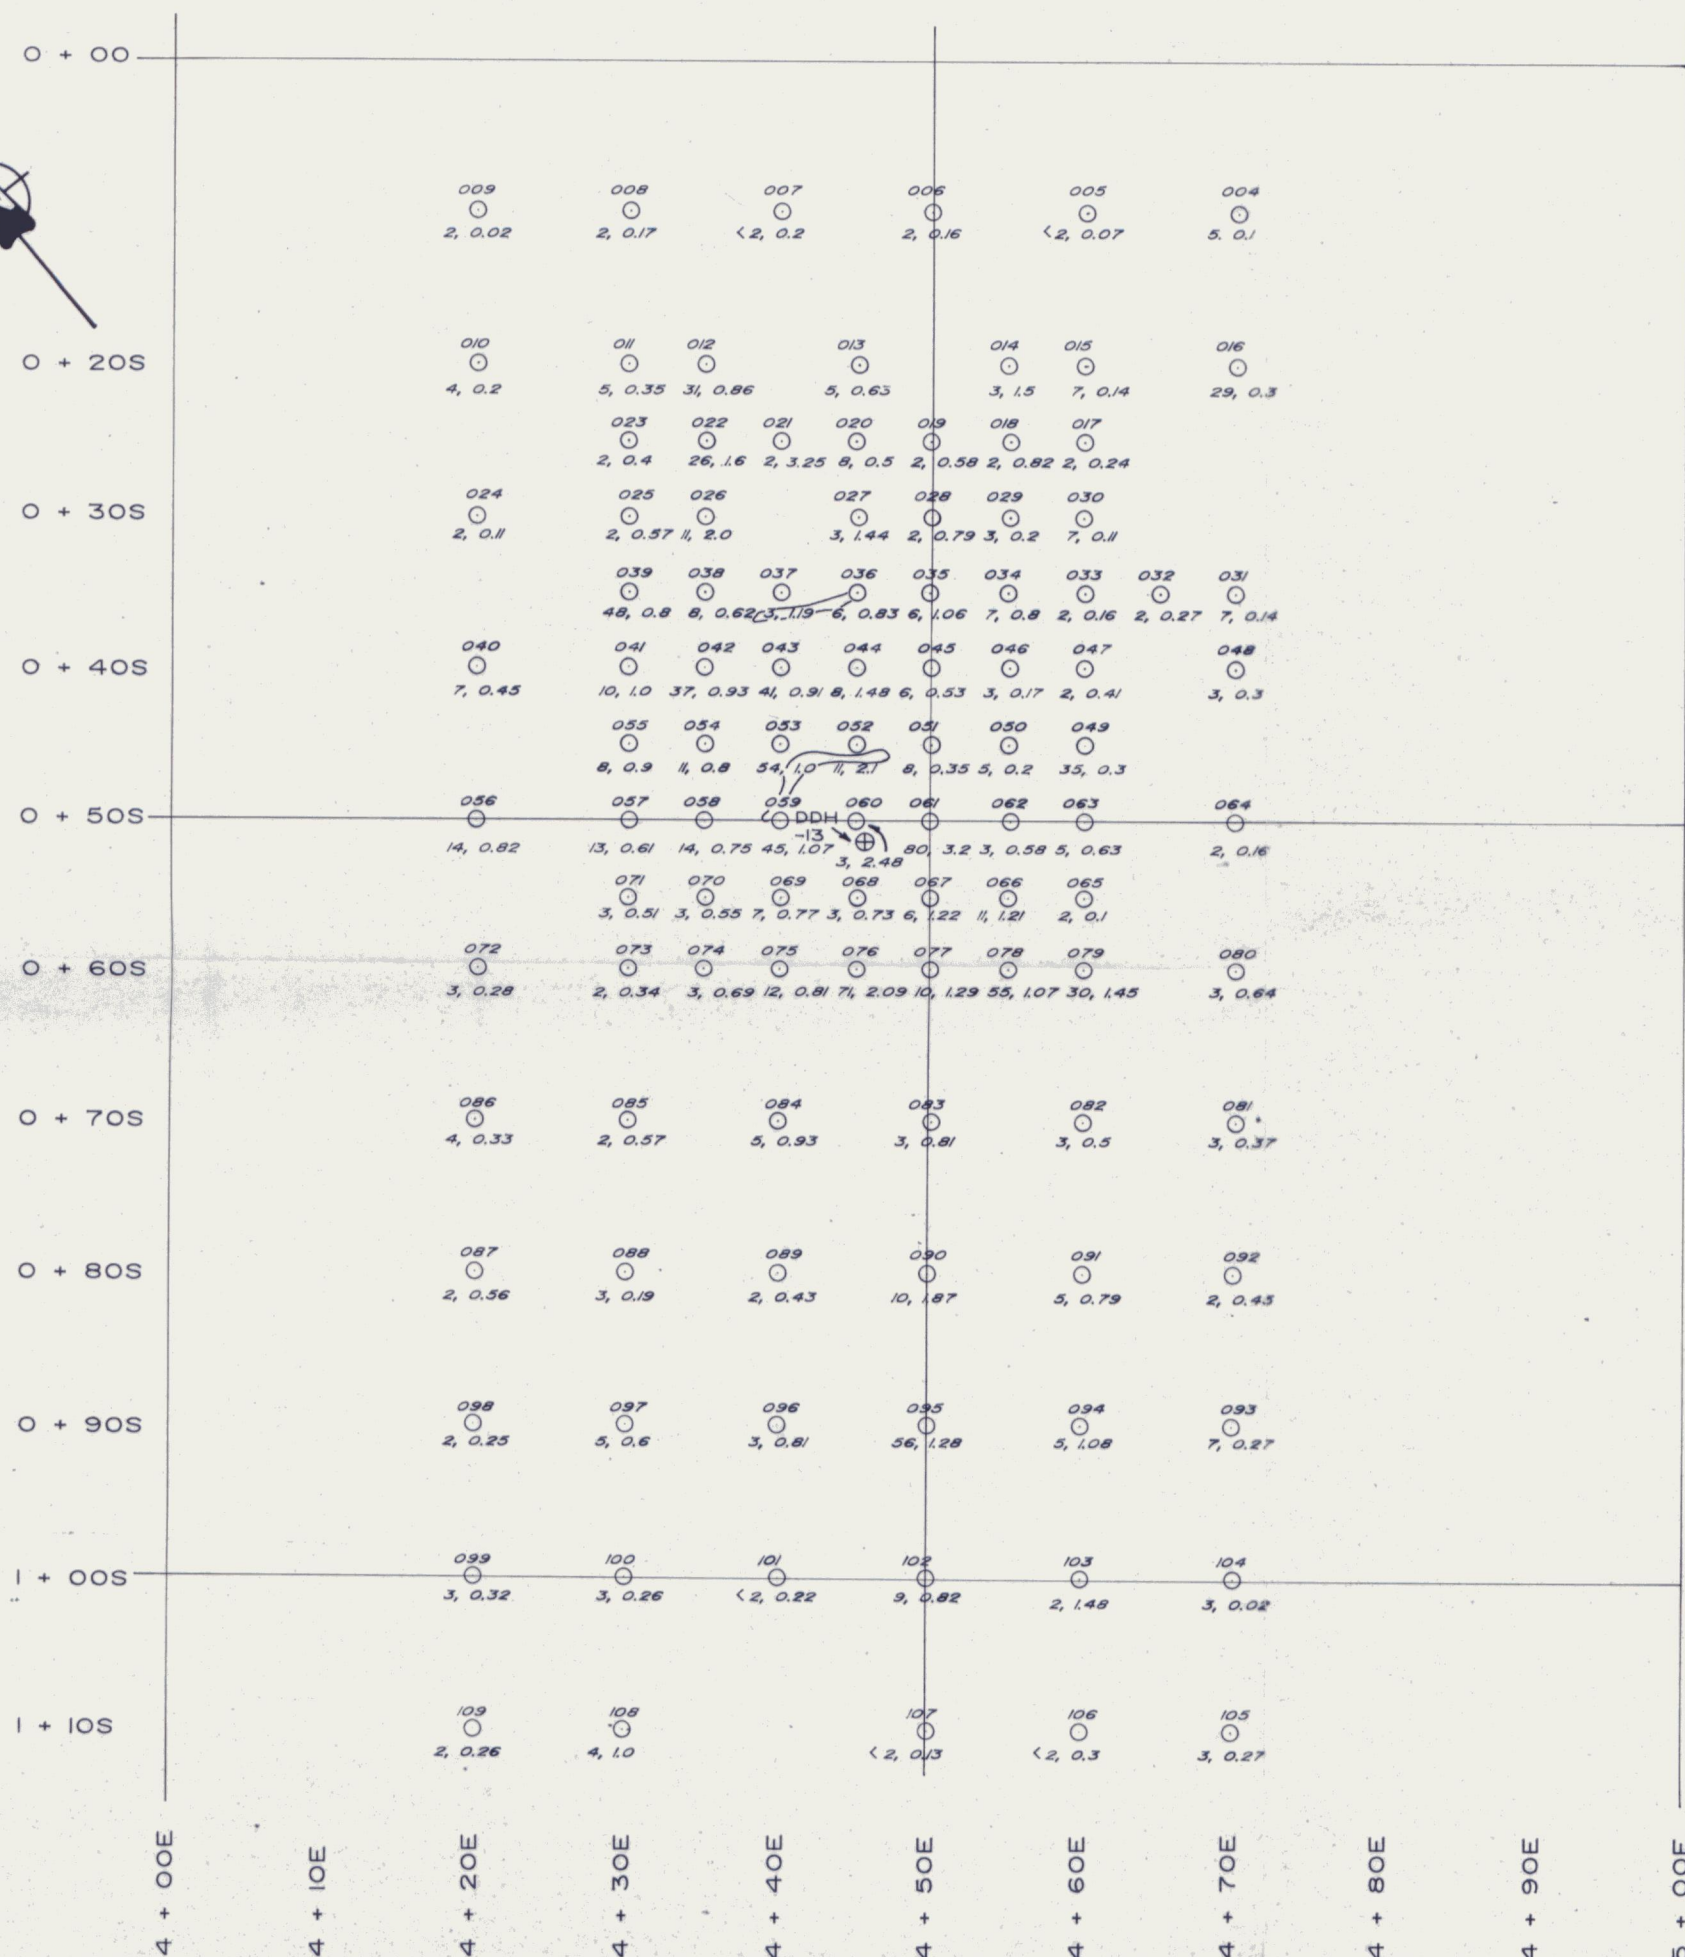 0 + 00
009 008 007 006 005 004
2, 0.02 2, 0.17 <2, 0.2 2, 0.16 <2, 0.07 5. 0.1
010 011 012 013 014 015 016
0 + 20S
4, 0.2 5, 0.35 31, 0.86 5, 0.63 3, 1.5 7, 0.14 29, 0.3
023 022 021 020 019 018 017
2, 0.4 26, 1.6 2, 3.25 8, 0.5 2, 0.58 2, 0.82 2, 0.24
024 025 026 027 028 029 030
0 + 30S
2, 0.11 2, 0.57 11, 2.0 3, 1.44 2, 0.79 3, 0.2 7, 0.11
039 038 037 036 035 034 033 032 031
48, 0.8 8, 0.62 3, 1.19 6, 0.83 6, 1.06 7, 0.8 2, 0.16 2, 0.27 7, 0.14
040 041 042 043 044 045 046 047 048
0 + 40S
7, 0.45 10, 1.0 37, 0.93 41, 0.91 8, 1.48 6, 0.53 3, 0.17 2, 0.41 3, 0.3
055 054 053 052 051 050 049
8, 0.9 11, 0.8 54, 1.0 11, 2.1 8, 0.35 5, 0.2 35, 0.3
056 057 058 059 060 061 062 063 064
0 + 50S
DDH
-13
14, 0.82 13, 0.61 14, 0.75 45, 1.07 3, 2.48 80, 3.2 3, 0.58 5, 0.63 2, 0.16
071 070 069 068 067 066 065
3, 0.51 3, 0.55 7, 0.77 3, 0.73 6, 1.22 11, 1.21 2, 0.1
072 073 074 075 076 077 078 079 080
0 + 60S
3, 0.28 2, 0.34 3, 0.69 12, 0.81 71, 2.09 10, 1.29 55, 1.07 30, 1.45 3, 0.64
086 085 084 083 082 081
0 + 70S
4, 0.33 2, 0.57 5, 0.93 3, 0.81 3, 0.5 3, 0.37
087 088 089 090 091 092
0 + 80S
2, 0.56 3, 0.19 2, 0.43 10, 1.87 5, 0.79 2, 0.45
098 097 096 095 094 093
0 + 90S
2, 0.25 5, 0.6 3, 0.81 56, 1.28 5, 1.08 7, 0.27
099 100 101 102 103 104
1 + 00S
3, 0.32 3, 0.26 <2, 0.22 9, 0.82 2, 1.48 3, 0.02
109 108 107 106 105
1 + 10S
2, 0.26 4, 1.0 <2, 0.13 <2, 0.3 3, 0.27
4 + 00E
4 + 10E
4 + 20E
4 + 30E
4 + 40E
4 + 50E
4 + 60E
4 + 70E
4 + 80E
4 + 90E
5 + 00E